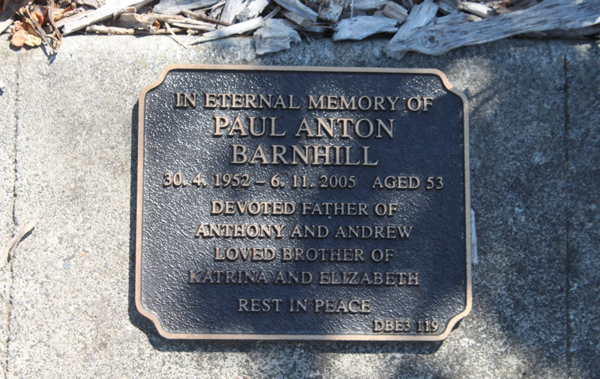 IN ETERNAL MEMORY OF
PAUL ANTON
BARNHILL
30. 4. 1952 – 6. 11. 2005 AGED 53
DEVOTED FATHER OF
ANTHONY AND ANDREW
LOVED BROTHER OF
KATRINA AND ELIZABETH
REST IN PEACE
DBE3 119